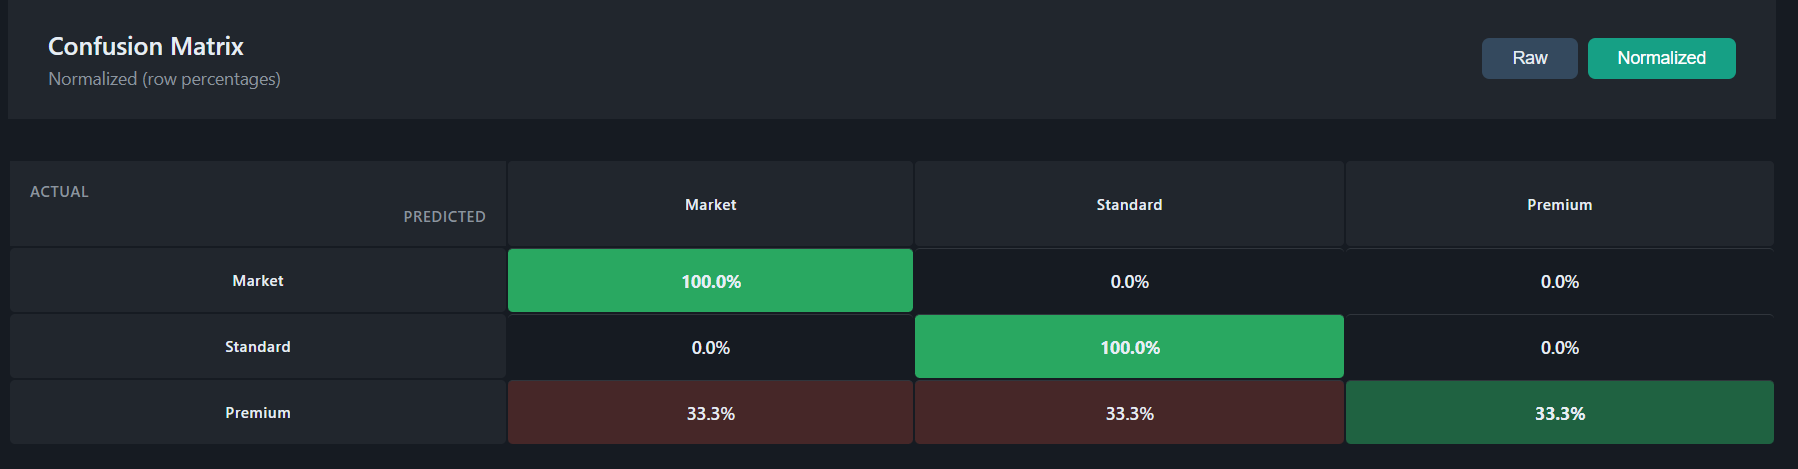 Confusion Matrix
Normalized (row percentages)
Raw
Normalized
ACTUAL
PREDICTED
Market
Standard
Premium
Market
100.0%
0.0%
0.0%
Standard
0.0%
100.0%
0.0%
Premium
33.3%
33.3%
33.3%